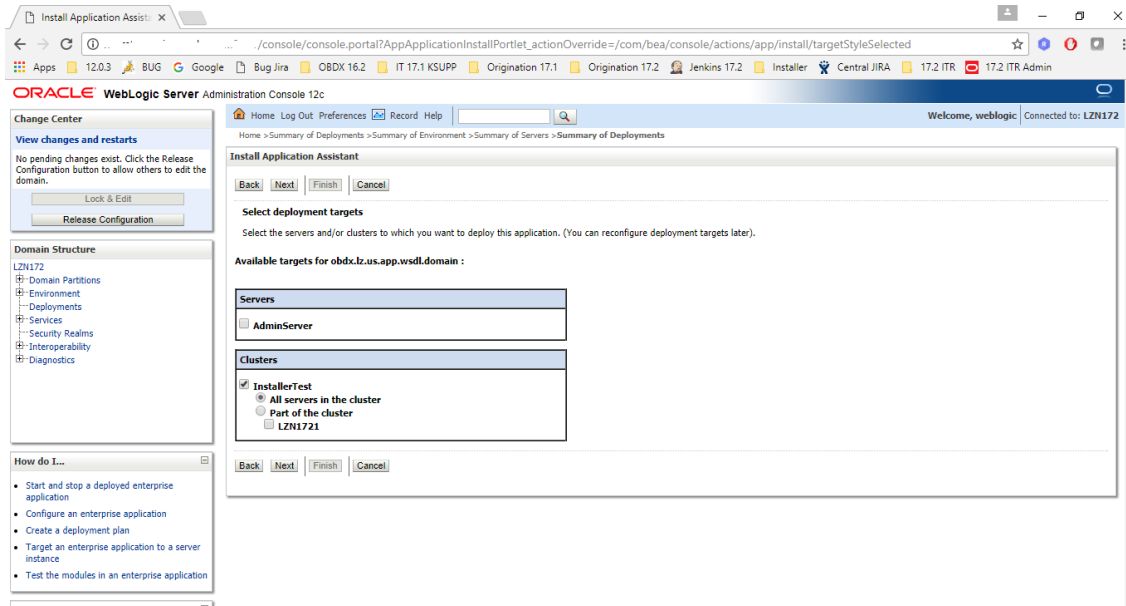 Install Application Assista
/console/console.portal?AppApplicationInstallPortlet_actionOverride=/com/bea/console/actions/app/install/targetStyleSelected
Apps 12.0.3 BUG Google Bug Jira OBDX 16.2 IT 17.1 KSUPP Origination 17.1 Origination 17.2 Jenkins 17.2 Installer Central JIRA 17.2 ITR 17.2 ITR Admin
ORACLE WebLogic Server Administration Console 12c
Change Center
View changes and restarts
No pending changes exist. Click the Release
Configuration button to allow others to edit the
domain.
Lock & Edit
Release Configuration
Domain Structure
LZN172
Domain Partitions
Environment
Deployments
Services
Security Realms
Interoperability
Diagnostics
How do I...
Start and stop a deployed enterprise
application
Configure an enterprise application
Create a deployment plan
Target an enterprise application to a server
instance
Test the modules in an enterprise application
Home Log Out Preferences Record Help
Welcome, weblogic Connected to: LZN172
Home >Summary of Deployments >Summary of Environment >Summary of Servers >Summary of Deployments
Install Application Assistant
Back Next Finish Cancel
Select deployment targets
Select the servers and/or clusters to which you want to deploy this application. (You can reconfigure deployment targets later).
Available targets for obdx.lz.us.app.wsdl.domain :
Servers
AdminServer
Clusters
InstallerTest
All servers in the cluster
Part of the cluster
LZN1721
Back Next Finish Cancel